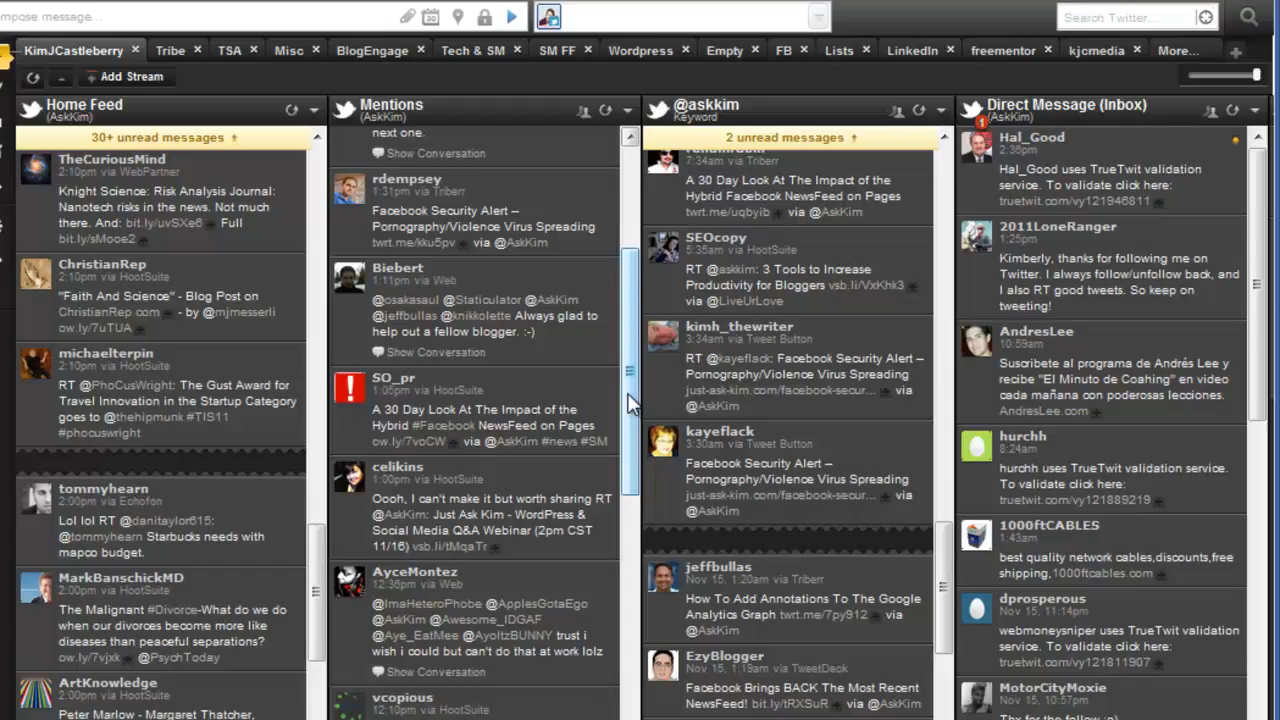 mpose message...
30
Search Twitter...
KimJCastleberry × Tribe × TSA × Misc × BlogEngage × Tech & SM × SM FF × Wordpress × Empty × FB × Lists × LinkedIn × freementor × kjcmedia × More...
Add Stream
Home Feed
(AskKim)
30+ unread messages
TheCuriousMind
2:10pm via WebPartner
Knight Science: Risk Analysis Journal:
Nanotech risks in the news. Not much
there. And: bit.ly/uvSXe6 Full
bit.ly/sMooe2
ChristianRep
2:10pm via HootSuite
"Faith And Science" - Blog Post on
ChristianRep.com - by @mjmesserli
ow.ly/7uTUA
michaelterpin
2:10pm via HootSuite
RT @PhoCusWright: The Gust Award for
Travel Innovation in the Startup Category
goes to @thehipmunk #TIS11
#phocuswright
tommyhearn
2:00pm via Echofon
Lol lol RT @danitaylor615:
@tommyhearn Starbucks needs with
mapco budget.
MarkBanschickMD
2:00pm via HootSuite
The Malignant #Divorce-What do we do
when our divorces become more like
diseases than peaceful separations?
ow.ly/7vjxk @PsychToday
ArtKnowledge
2:00pm via HootSuite
Peter Marlow - Margaret Thatcher,
Mentions
(AskKim)
next one.
Show Conversation
rdempsey
1:31pm via Triberr
Facebook Security Alert –
Pornography/Violence Virus Spreading
twrt.me/kku5pv via @AskKim
Biebert
1:11pm via Web
@osakasaul @Staticulator @AskKim
@jeffbullas @knikkolette Always glad to
help out a fellow blogger. :-)
Show Conversation
SO_pr
1:05pm via HootSuite
A 30 Day Look At The Impact of the
Hybrid #Facebook NewsFeed on Pages
ow.ly/7voCW via @AskKim #news #SM
celikins
1:00pm via HootSuite
Oooh, I can't make it but worth sharing RT
@AskKim: Just Ask Kim - WordPress &
Social Media Q&A Webinar (2pm CST
11/16) vsb.li/tMqaTr
AyceMontez
12:36pm via Web
@ImaHeteroPhobe @ApplesGotaEgo
@AskKim @Awesome_IDGAF
@Aye_EatMee @AyoItzBUNNY trust i
wish i could but can't do that at work lolz
Show Conversation
vcopious
12:10pm via HootSuite
@askkim
Keyword
2 unread messages
7:34am via Triberr
A 30 Day Look At The Impact of the
Hybrid Facebook NewsFeed on Pages
twrt.me/uqbyib via @AskKim
SEOcopy
5:35am via HootSuite
RT @askkim: 3 Tools to Increase
Productivity for Bloggers vsb.li/VxKhk3
via @LiveUrLove
kimh_thewriter
3:34am via Tweet Button
RT @kayeflack: Facebook Security Alert –
Pornography/Violence Virus Spreading
just-ask-kim.com/facebook-secur... via
@AskKim
kayeflack
3:30am via Tweet Button
Facebook Security Alert –
Pornography/Violence Virus Spreading
just-ask-kim.com/facebook-secur... via
@AskKim
jeffbullas
Nov 15, 1:20am via Triberr
How To Add Annotations To The Google
Analytics Graph twrt.me/7py912 via
@AskKim
EzyBlogger
Nov 15, 1:19am via TweetDeck
Facebook Brings BACK The Most Recent
NewsFeed! bit.ly/tRXSuR via @AskKim
Direct Message (Inbox)
(AskKim)
1
Hal_Good
2:36pm
Hal_Good uses TrueTwit validation
service. To validate click here:
truetwit.com/vy121946811
2011LoneRanger
1:25pm
Kimberly, thanks for following me on
Twitter. I always follow/unfollow back, and
I also RT good tweets. So keep on
tweeting!
AndresLee
10:59am
Suscribete al programa de Andrés Lee y
recibe "El Minuto de Coahing" en video
cada mañana con poderosas lecciones.
AndresLee.com
hurchh
8:24am
hurchh uses TrueTwit validation service.
To validate click here:
truetwit.com/vy121889219
1000ftCABLES
1:43am
best quality network cables,discounts,free
shipping,1000ftcables.com
dprosperous
Nov 15, 11:14pm
webmoneysniper uses TrueTwit validation
service. To validate click here:
truetwit.com/vy121811907
MotorCityMoxie
Nov 15, 10:57pm
Thx for the follow :o)